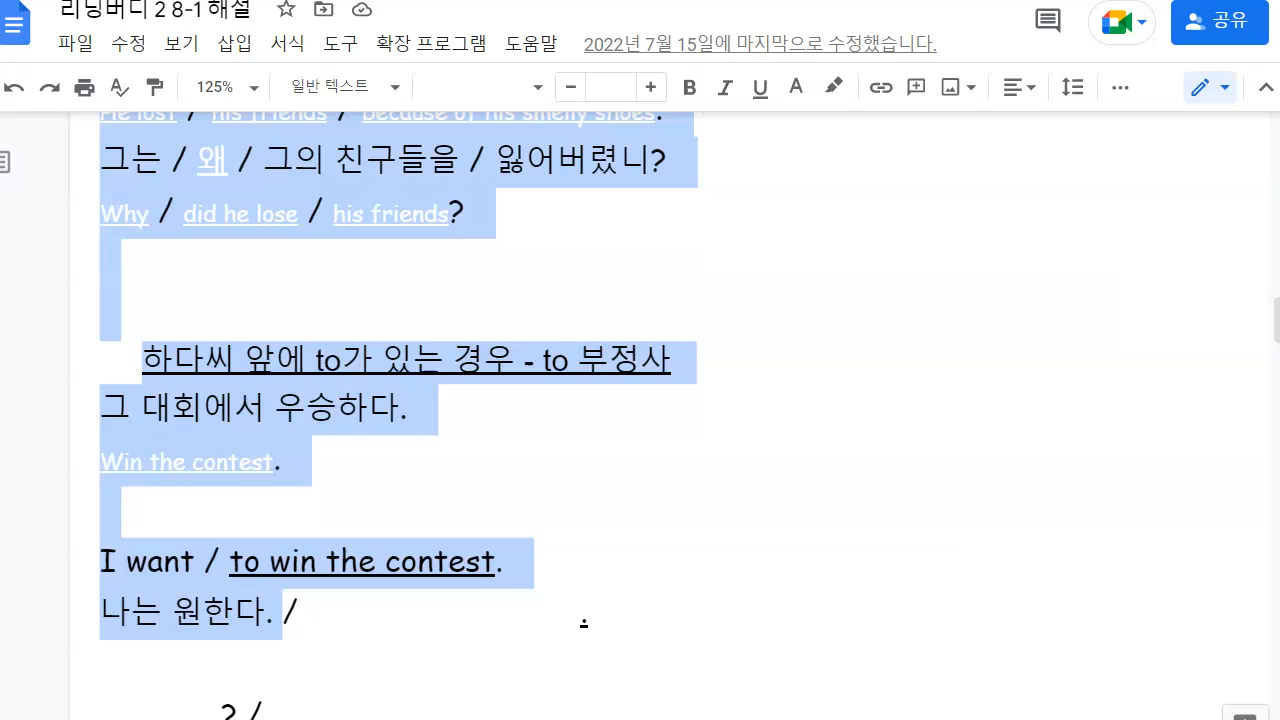 리닝버디 2 8-1 해설
파일 수정 보기 삽입 서식 도구 확장 프로그램 도움말 2022년 7월 15일에 마지막으로 수정했습니다.
공유
125% 일반 텍스트 B I U A
He lost / his friends / because of his smelly shoes.
그는 / 왜 / 그의 친구들을 / 잃어버렸니?
Why / did he lose / his friends?
하다씨 앞에 to가 있는 경우 - to 부정사
그 대회에서 우승하다.
Win the contest.
I want / to win the contest.
나는 원한다. / .
? /